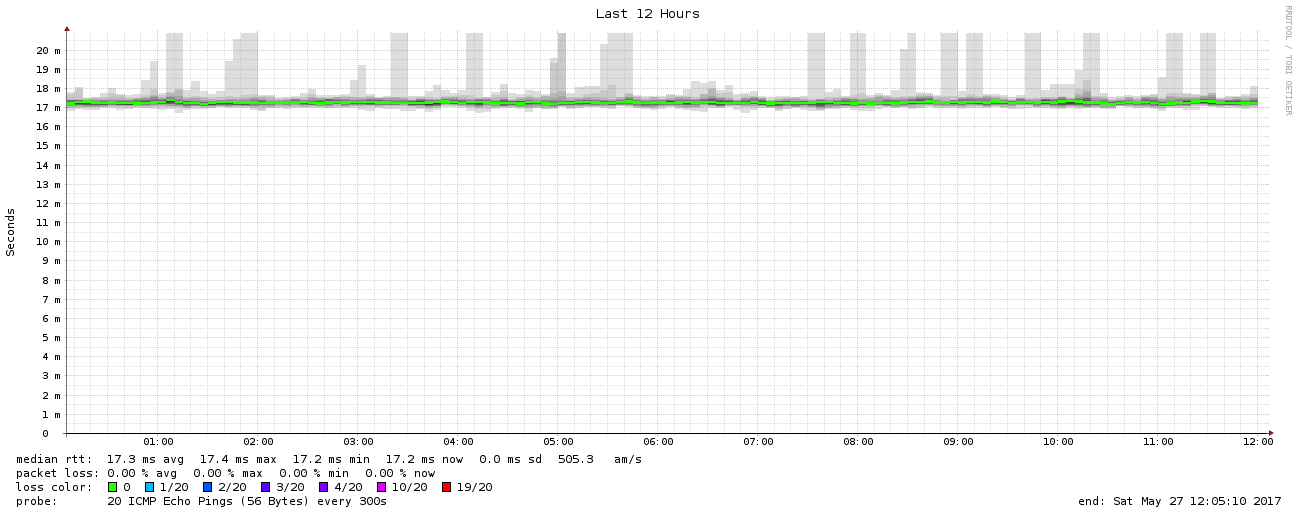 Last 12 Hours
RRDTOOL / TOBI OETIKER
Seconds
20 m
19 m
18 m
17 m
16 m
15 m
14 m
13 m
12 m
11 m
10 m
9 m
8 m
7 m
6 m
5 m
4 m
3 m
2 m
1 m
0
01:00 02:00 03:00 04:00 05:00 06:00 07:00 08:00 09:00 10:00 11:00 12:00
median rtt: 17.3 ms avg 17.4 ms max 17.2 ms min 17.2 ms now 0.0 ms sd 505.3 am/s
packet loss: 0.00 % avg 0.00 % max 0.00 % min 0.00 % now
loss color: 0 1/20 2/20 3/20 4/20 10/20 19/20
probe: 20 ICMP Echo Pings (56 Bytes) every 300s end: Sat May 27 12:05:10 2017